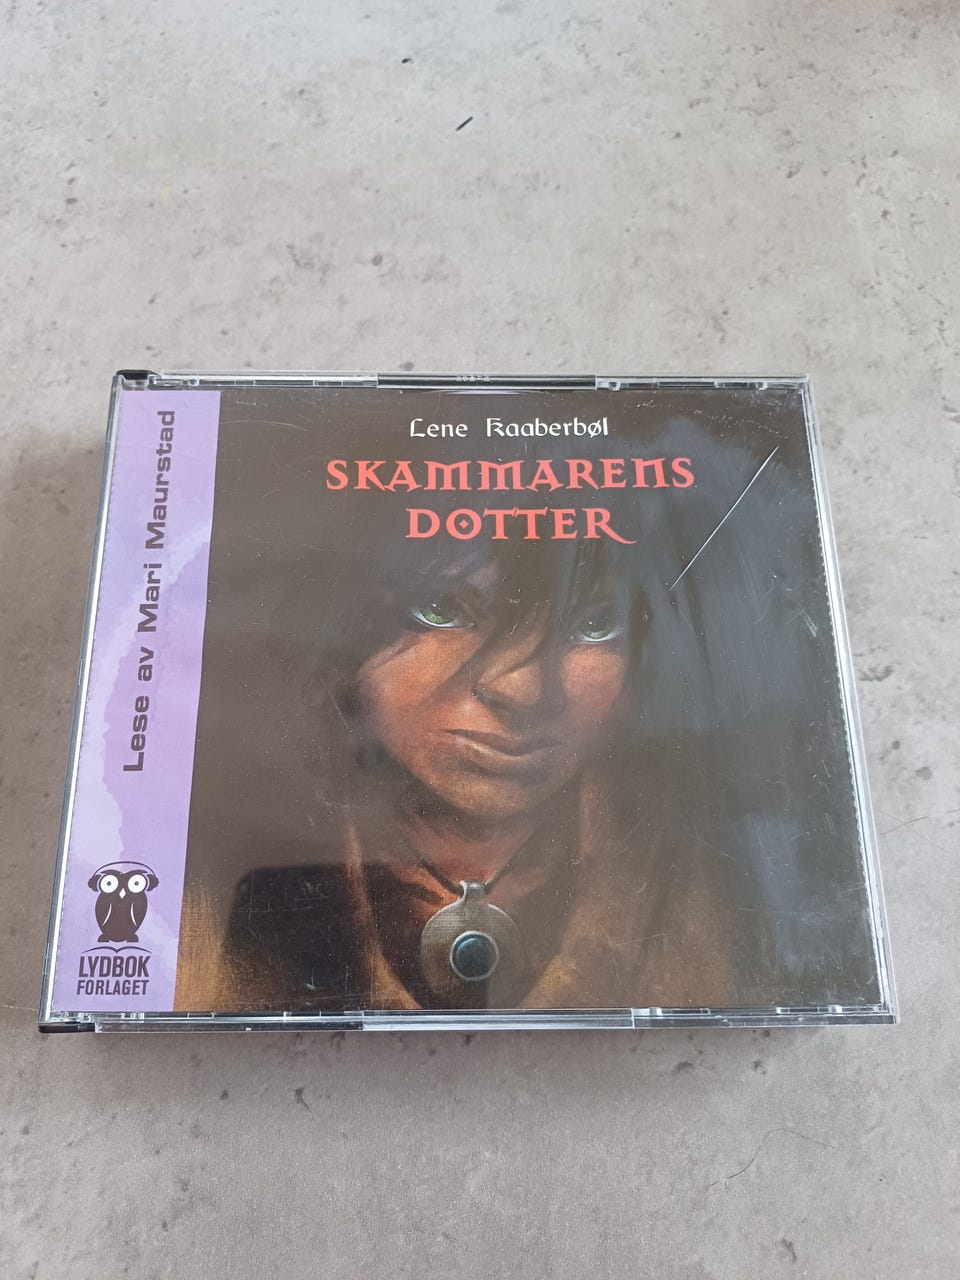 Lene Kaaberbøl
SKAMMARENS
DOTTER
Lese av Mari Maurstad
LYDBOK
FORLAGET